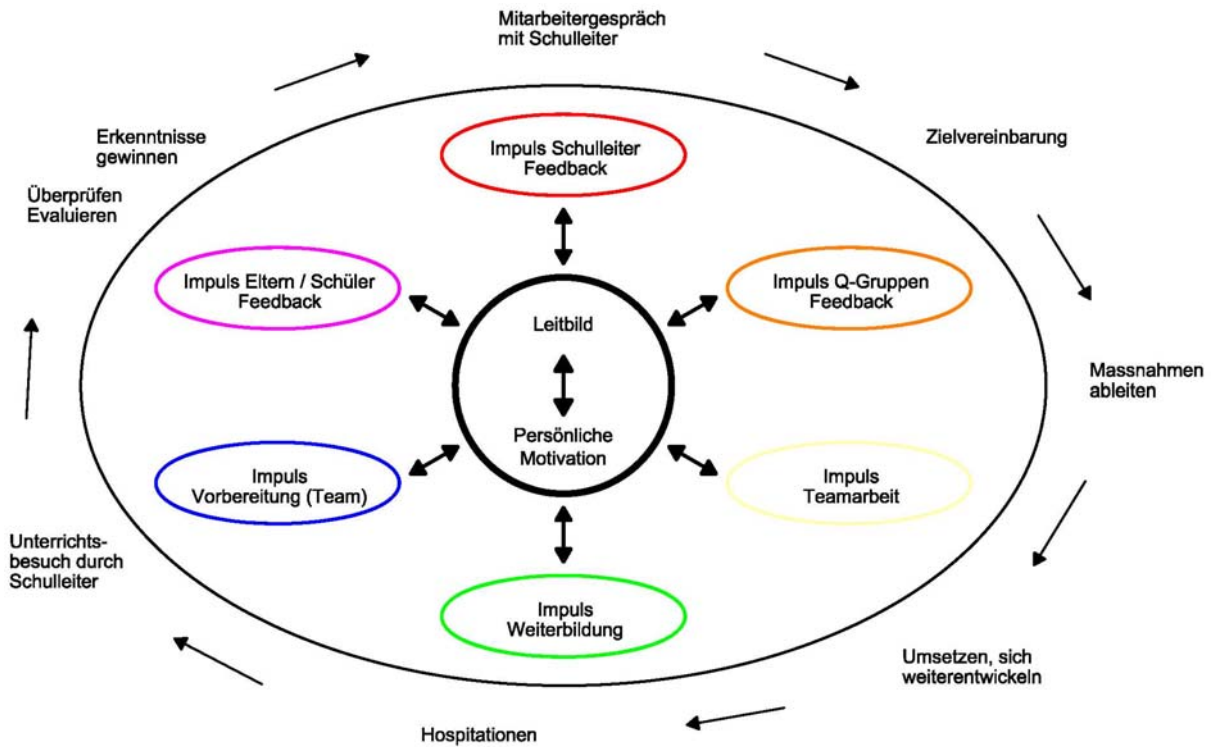 Mitarbeitergespräch
mit Schulleiter
Erkenntnisse
gewinnen
Zielvereinbarung
Impuls Schulleiter
Feedback
Überprüfen
Evaluieren
Impuls Eltern / Schüler
Feedback
Impuls Q-Gruppen
Feedback
Leitbild
Massnahmen
ableiten
Persönliche
Motivation
Impuls
Vorbereitung (Team)
Impuls
Teamarbeit
Unterrichts-
besuch durch
Schulleiter
Impuls
Weiterbildung
Umsetzen, sich
weiterentwickeln
Hospitationen